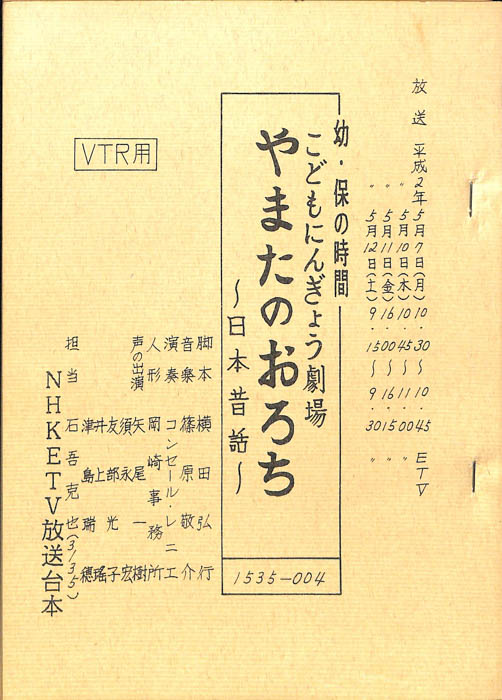 放送 平成2年5月7日(月) 10・30〜10・45 ETV
〃 5月10日(木) 10・45〜11・00 〃
〃 5月11日(金) 16・00〜16・15 〃
〃 5月12日(土) 9・15〜9・30 〃
幼・保の時間
こどもにんぎょう劇場
やまたのおろち
〜日本昔話〜
1535-004
VTR用
脚本 横田弘行
音楽 篠原敬介
演奏 コンセール・レニエ
人形 岡崎事務所
声の出演 矢尾一樹
須永宏
友部光子
井上瑤
津島瑞穂
担当 石吾克也(3/35)
NHKETV放送台本